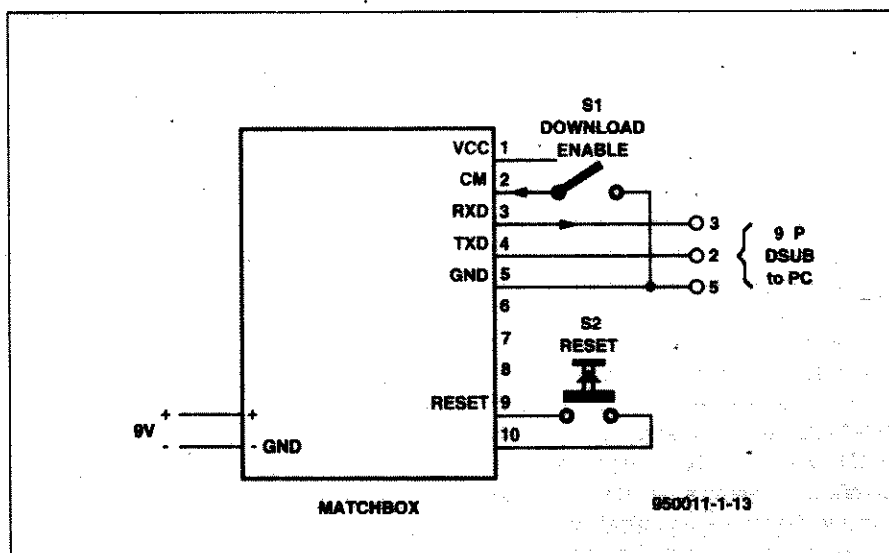 S1
DOWNLOAD
ENABLE
VCC 1
CM 2
RXD 3
3
TXD 4
2
9 P
DSUB
to PC
GND 5
5
6
7
8
S2
RESET
RESET 9
10
+ +
9V
- - GND
MATCHBOX
950011-1-13